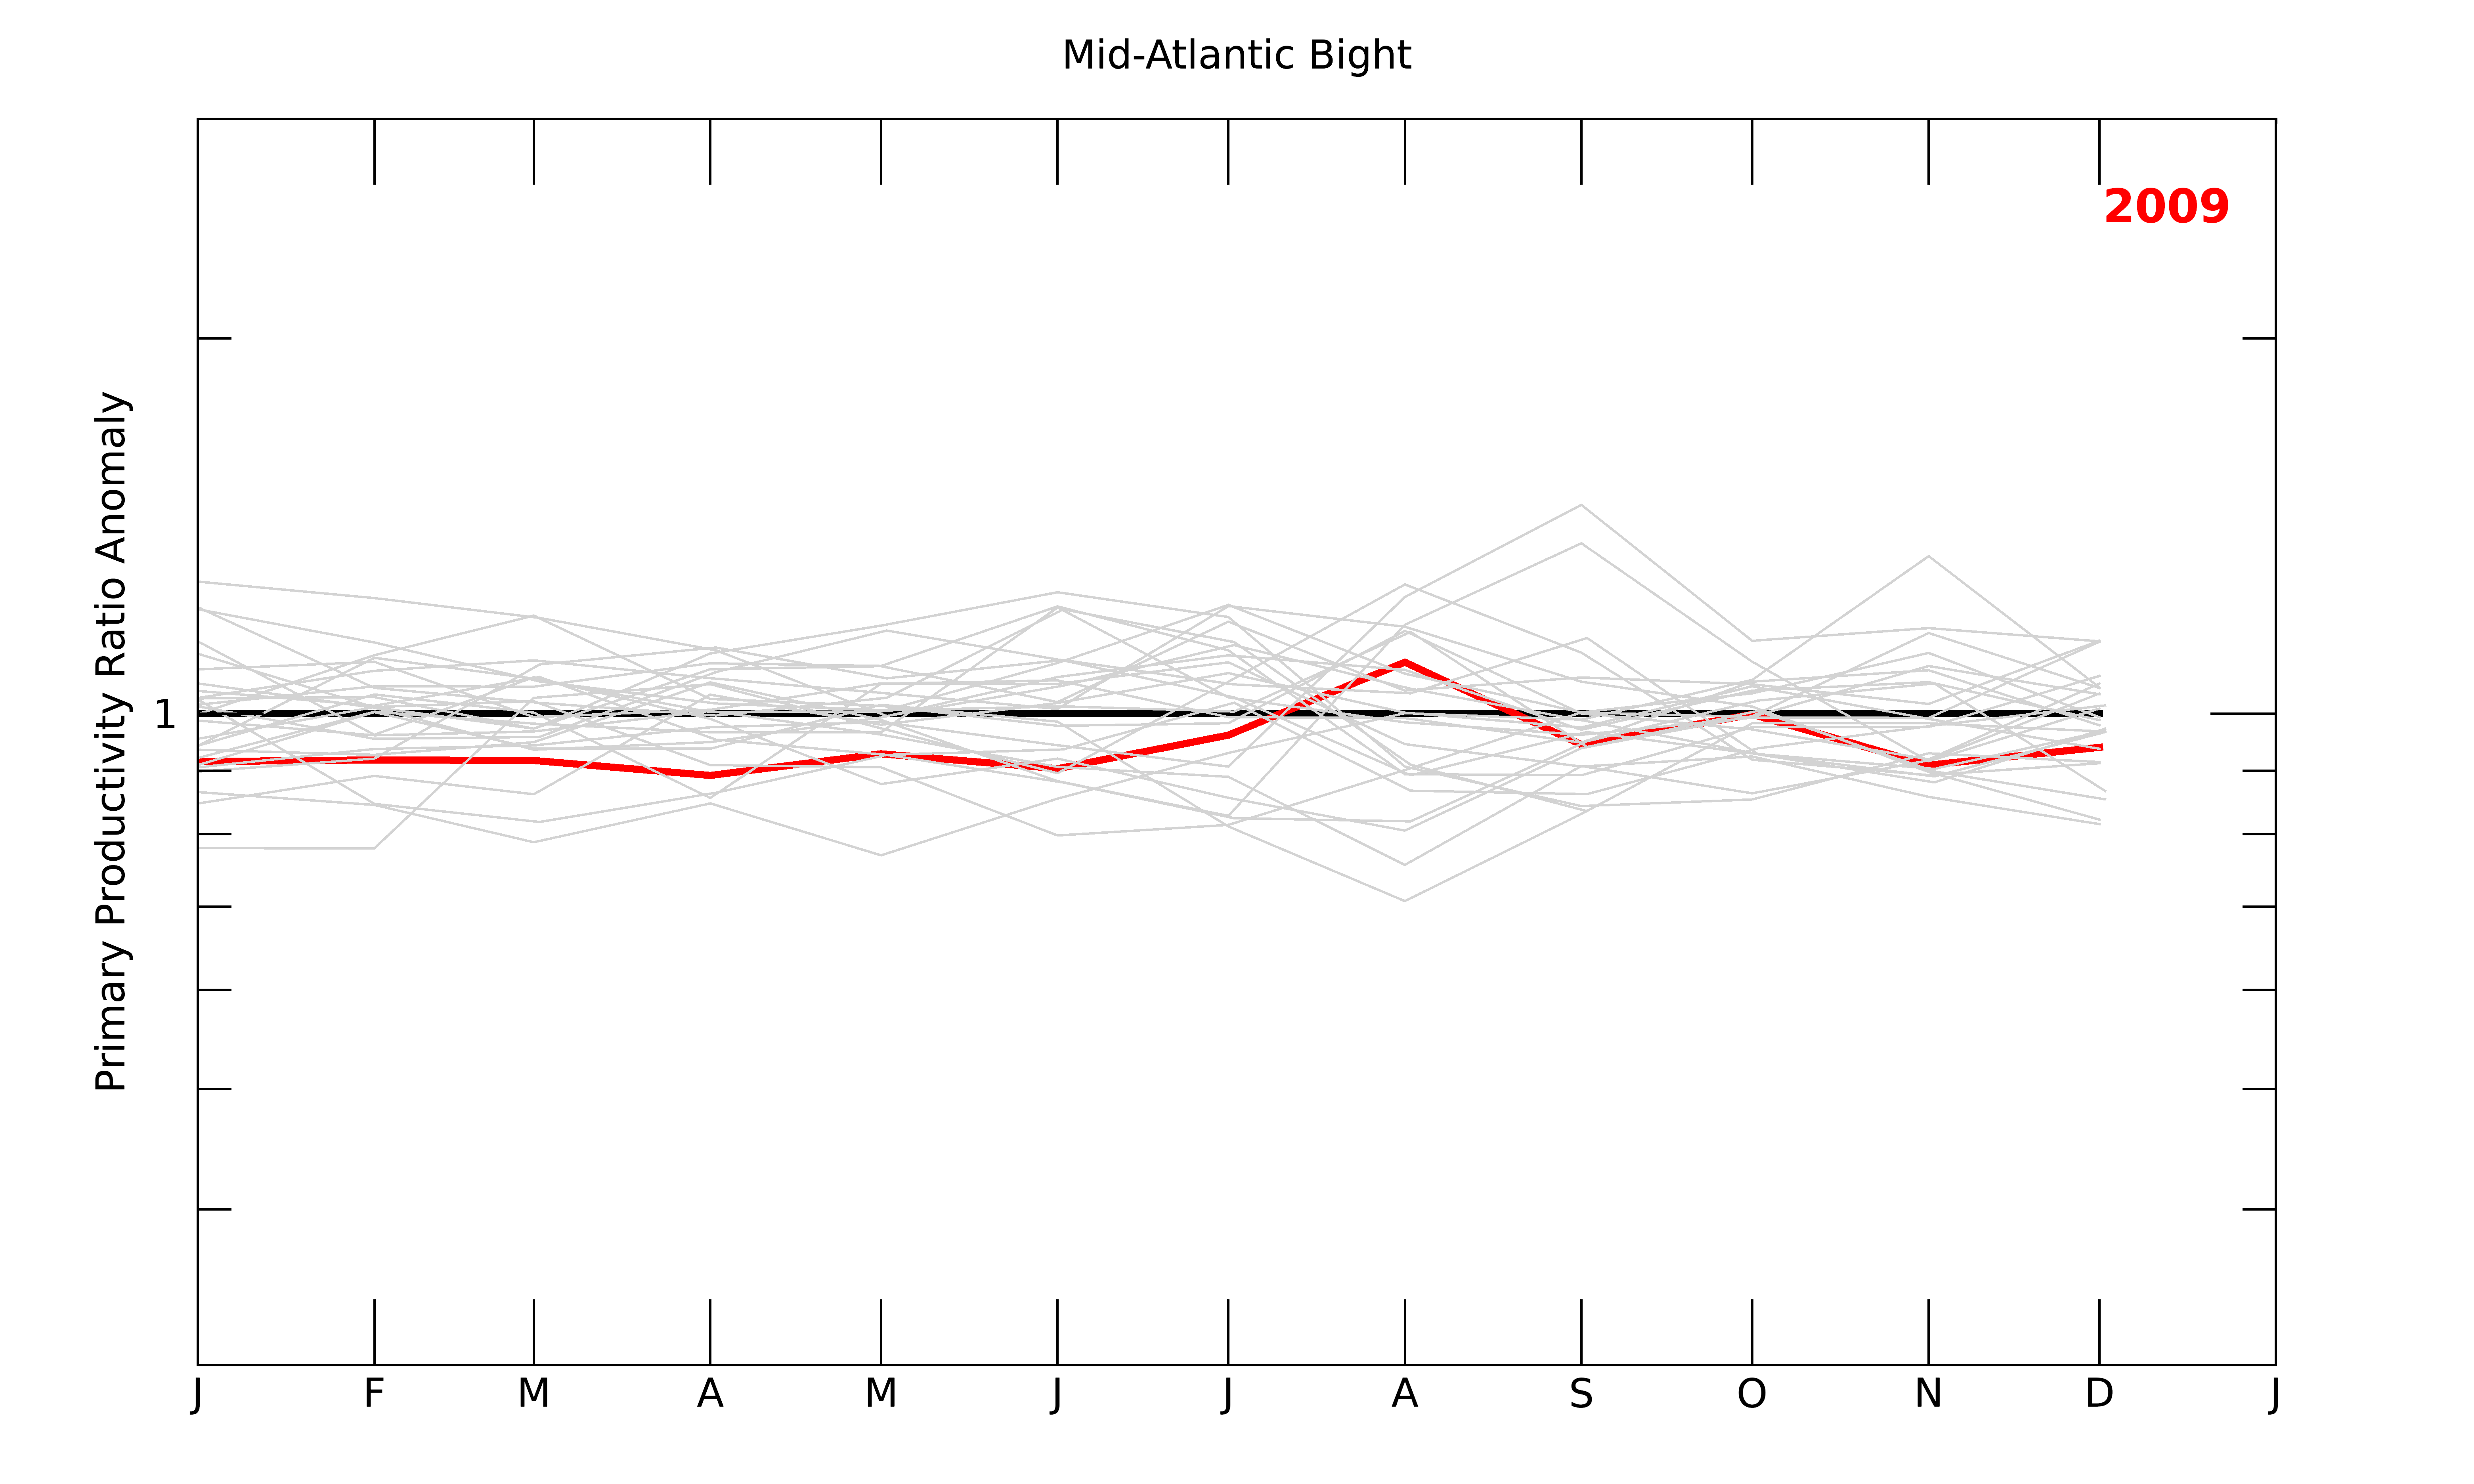 Mid-Atlantic Bight
2009
Primary Productivity Ratio Anomaly
1
J F M A M J J A S O N D J